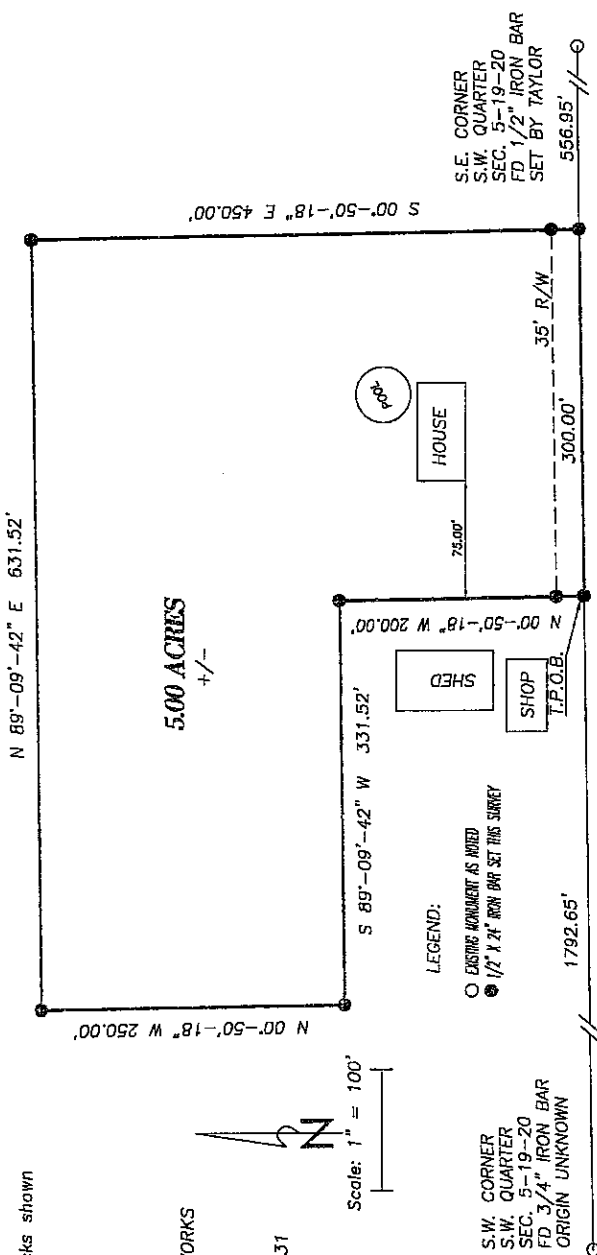 cks shown
ORKS
31
N 89°-09'-42" E 631.52'
S 00°-50'-18" E 450.00'
5.00 ACRES
+/-
N 00°-50'-18" W 250.00'
S 89°-09'-42" W 331.52'
N 00°-50'-18" W 200.00'
POOL
HOUSE
75.00'
SHED
SHOP
T.P.O.B.
35' R/W
300.00'
N
Scale: 1" = 100'
LEGEND:
EXISTING MONUMENT AS NOTED
1/2" X 24" IRON BAR SET THIS SURVEY
1792.65'
S.W. CORNER
S.W. QUARTER
SEC. 5-19-20
FD 3/4" IRON BAR
ORIGIN UNKNOWN
S.E. CORNER
S.W. QUARTER
SEC. 5-19-20
FD 1/2" IRON BAR
SET BY TAYLOR
556.95'